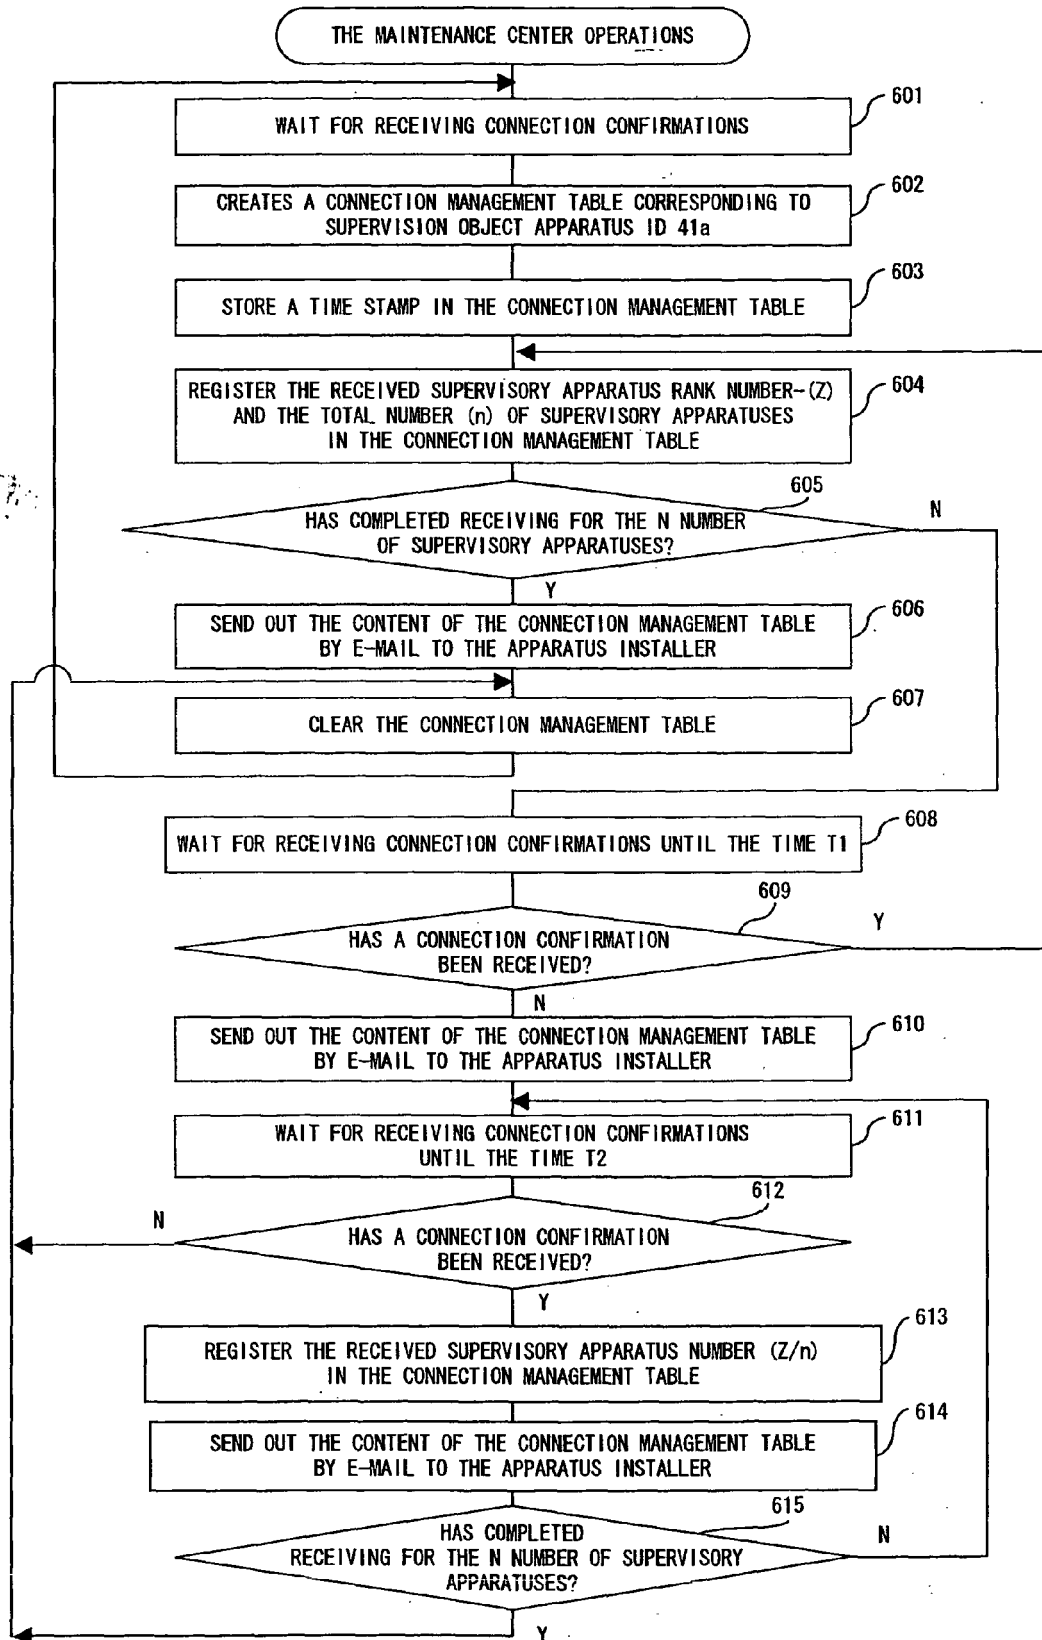 THE MAINTENANCE CENTER OPERATIONS
601
WAIT FOR RECEIVING CONNECTION CONFIRMATIONS
602
CREATES A CONNECTION MANAGEMENT TABLE CORRESPONDING TO
SUPERVISION OBJECT APPARATUS ID 41a
603
STORE A TIME STAMP IN THE CONNECTION MANAGEMENT TABLE
604
REGISTER THE RECEIVED SUPERVISORY APPARATUS RANK NUMBER-(Z)
AND THE TOTAL NUMBER (n) OF SUPERVISORY APPARATUSES
IN THE CONNECTION MANAGEMENT TABLE
605
N
HAS COMPLETED RECEIVING FOR THE N NUMBER
OF SUPERVISORY APPARATUSES?
Y
606
SEND OUT THE CONTENT OF THE CONNECTION MANAGEMENT TABLE
BY E-MAIL TO THE APPARATUS INSTALLER
607
CLEAR THE CONNECTION MANAGEMENT TABLE
608
WAIT FOR RECEIVING CONNECTION CONFIRMATIONS UNTIL THE TIME T1
609
Y
HAS A CONNECTION CONFIRMATION
BEEN RECEIVED?
N
610
SEND OUT THE CONTENT OF THE CONNECTION MANAGEMENT TABLE
BY E-MAIL TO THE APPARATUS INSTALLER
611
WAIT FOR RECEIVING CONNECTION CONFIRMATIONS
UNTIL THE TIME T2
612
N
HAS A CONNECTION CONFIRMATION
BEEN RECEIVED?
Y
613
REGISTER THE RECEIVED SUPERVISORY APPARATUS NUMBER (Z/n)
IN THE CONNECTION MANAGEMENT TABLE
614
SEND OUT THE CONTENT OF THE CONNECTION MANAGEMENT TABLE
BY E-MAIL TO THE APPARATUS INSTALLER
615
N
HAS COMPLETED
RECEIVING FOR THE N NUMBER OF SUPERVISORY
APPARATUSES?
Y